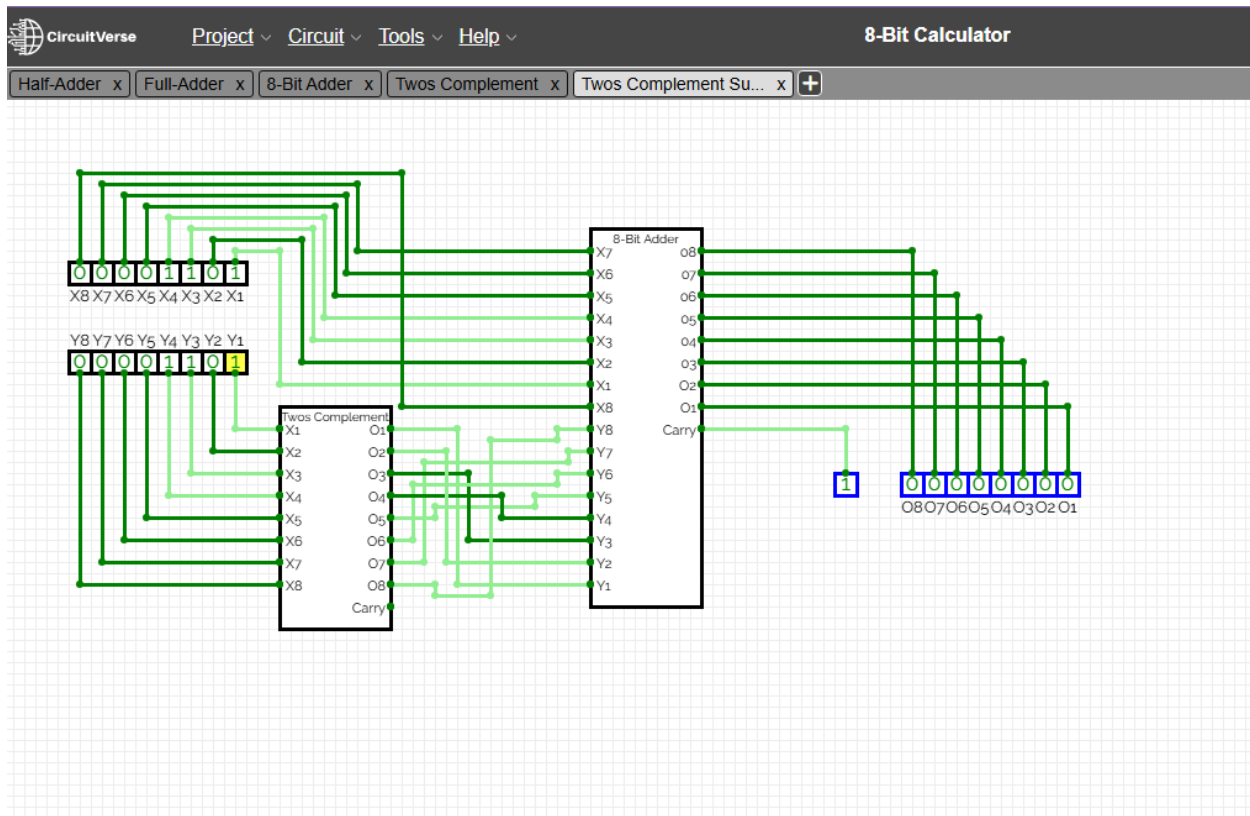 CircuitVerse Project Circuit Tools Help 8-Bit Calculator
Half-Adder x Full-Adder x 8-Bit Adder x Twos Complement x Twos Complement Su... x +
0 0 0 0 1 1 0 1
X8 X7 X6 X5 X4 X3 X2 X1
Y8 Y7 Y6 Y5 Y4 Y3 Y2 Y1
0 0 0 0 1 1 0 1
Twos Complement
X1 O1
X2 O2
X3 O3
X4 O4
X5 O5
X6 O6
X7 O7
X8 O8
Carry
8-Bit Adder
X7 o8
X6 o7
X5 o6
X4 o5
X3 o4
X2 o3
X1 O2
X8 O1
Y8 Carry
Y7
Y6
Y5
Y4
Y3
Y2
Y1
1
0 0 0 0 0 0 0 0
O8 O7 O6 O5 O4 O3 O2 O1